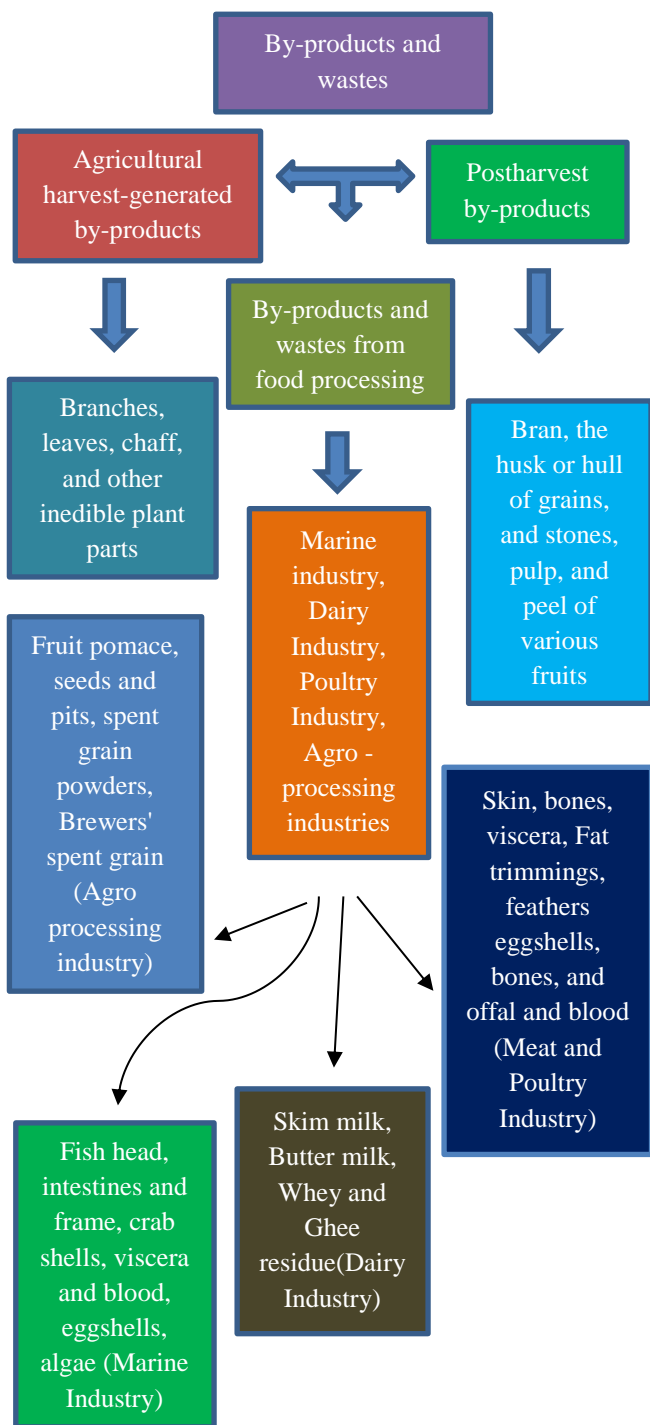 By-products and
wastes
Agricultural
harvest-generated
by-products
Postharvest
by-products
By-products and
wastes from
food processing
Branches,
leaves, chaff,
and other
inedible plant
parts
Bran, the
husk or hull
of grains,
and stones,
pulp, and
peel of
various
fruits
Marine
industry,
Dairy
Industry,
Poultry
Industry,
Agro -
processing
industries
Fruit pomace,
seeds and
pits, spent
grain
powders,
Brewers'
spent grain
(Agro
processing
industry)
Skin, bones,
viscera, Fat
trimmings,
feathers
eggshells,
bones, and
offal and blood
(Meat and
Poultry
Industry)
Fish head,
intestines and
frame, crab
shells, viscera
and blood,
eggshells,
algae (Marine
Industry)
Skim milk,
Butter milk,
Whey and
Ghee
residue(Dairy
Industry)